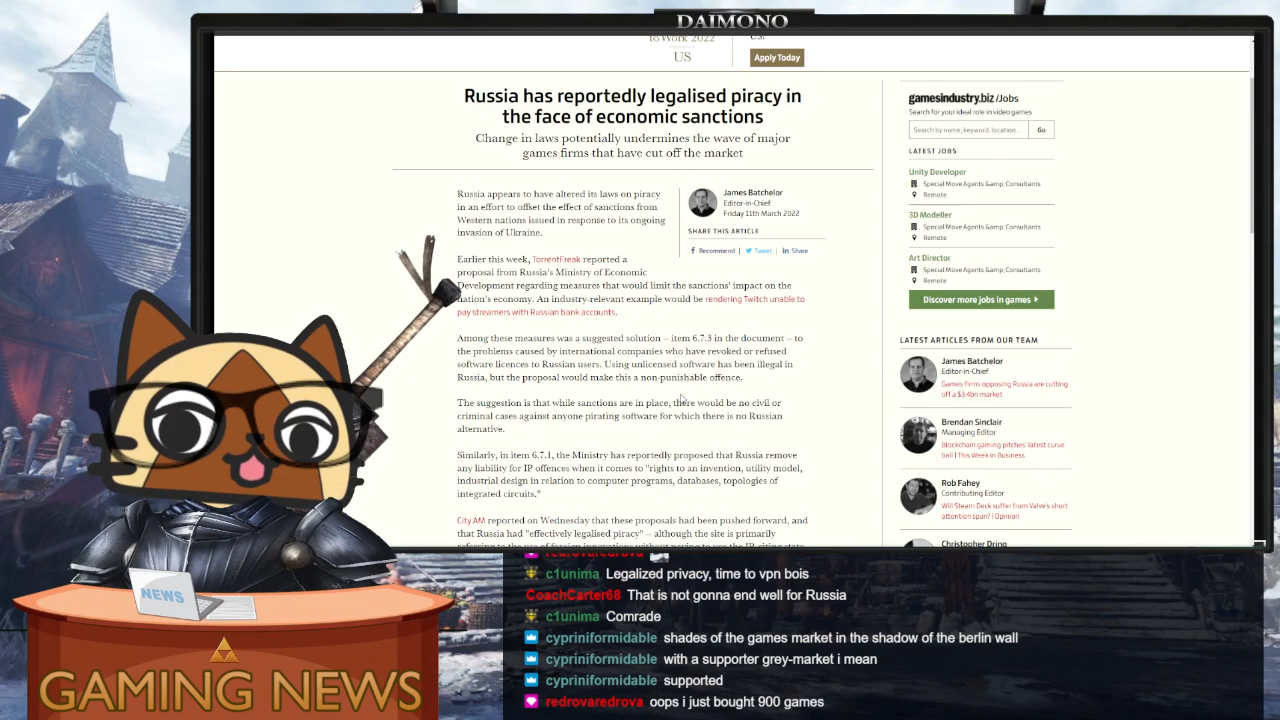 DAIMONO
to Work 2022
US
US!
Apply Today
Russia has reportedly legalised piracy in
the face of economic sanctions
Change in laws potentially undermines the wave of major
games firms that have cut off the market
Russia appears to have altered its laws on piracy
in an effort to offset the effect of sanctions from
Western nations issued in response to its ongoing
invasion of Ukraine.
James Batchelor
Editor-in-Chief
Friday 11th March 2022
SHARE THIS ARTICLE
Recommend | Tweet | in Share
Earlier this week, TorrentFreak reported a
proposal from Russia's Ministry of Economic
Development regarding measures that would limit the sanctions' impact on the
nation's economy. An industry-relevant example would be rendering Twitch unable to
pay streamers with Russian bank accounts.
Among these measures was a suggested solution – item 6.7.3 in the document – to
the problems caused by international companies who have revoked or refused
software licences to Russian users. Using unlicensed software has been illegal in
Russia, but the proposal would make this a non-punishable offence.
The suggestion is that while sanctions are in place, there would be no civil or
criminal cases against anyone pirating software for which there is no Russian
alternative.
Similarly, in item 6.7.1, the Ministry has reportedly proposed that Russia remove
any liability for IP offences when it comes to "rights to an invention, utility model,
industrial design in relation to computer programs, databases, topologies of
integrated circuits."
City AM reported on Wednesday that these proposals had been pushed forward, and
that Russia had "effectively legalised piracy" – although the site is primarily
gamesindustry.biz /Jobs
Search for your ideal role in video games
Search by name, keyword, location...
Go
LATEST JOBS
Unity Developer
Special Move Agents &amp; Consultants
Remote
3D Modeller
Special Move Agents &amp; Consultants
Remote
Art Director
Special Move Agents &amp; Consultants
Remote
Discover more jobs in games
LATEST ARTICLES FROM OUR TEAM
James Batchelor
Editor-in-Chief
Games firms opposing Russia are cutting
off a $3.4bn market
Brendan Sinclair
Managing Editor
Blockchain gaming pitches' latest curve
ball | This Week in Business
Rob Fahey
Contributing Editor
Will Steam Deck suffer from Valve's short
attention span? | Opinion
Christopher Dring
NEWS
GAMING NEWS
redrovaredrova
c1unima Legalized privacy, time to vpn bois
CoachCarter68 That is not gonna end well for Russia
c1unima Comrade
cypriniformidable shades of the games market in the shadow of the berlin wall
cypriniformidable with a supporter grey-market i mean
cypriniformidable supported
redrovaredrova oops i just bought 900 games